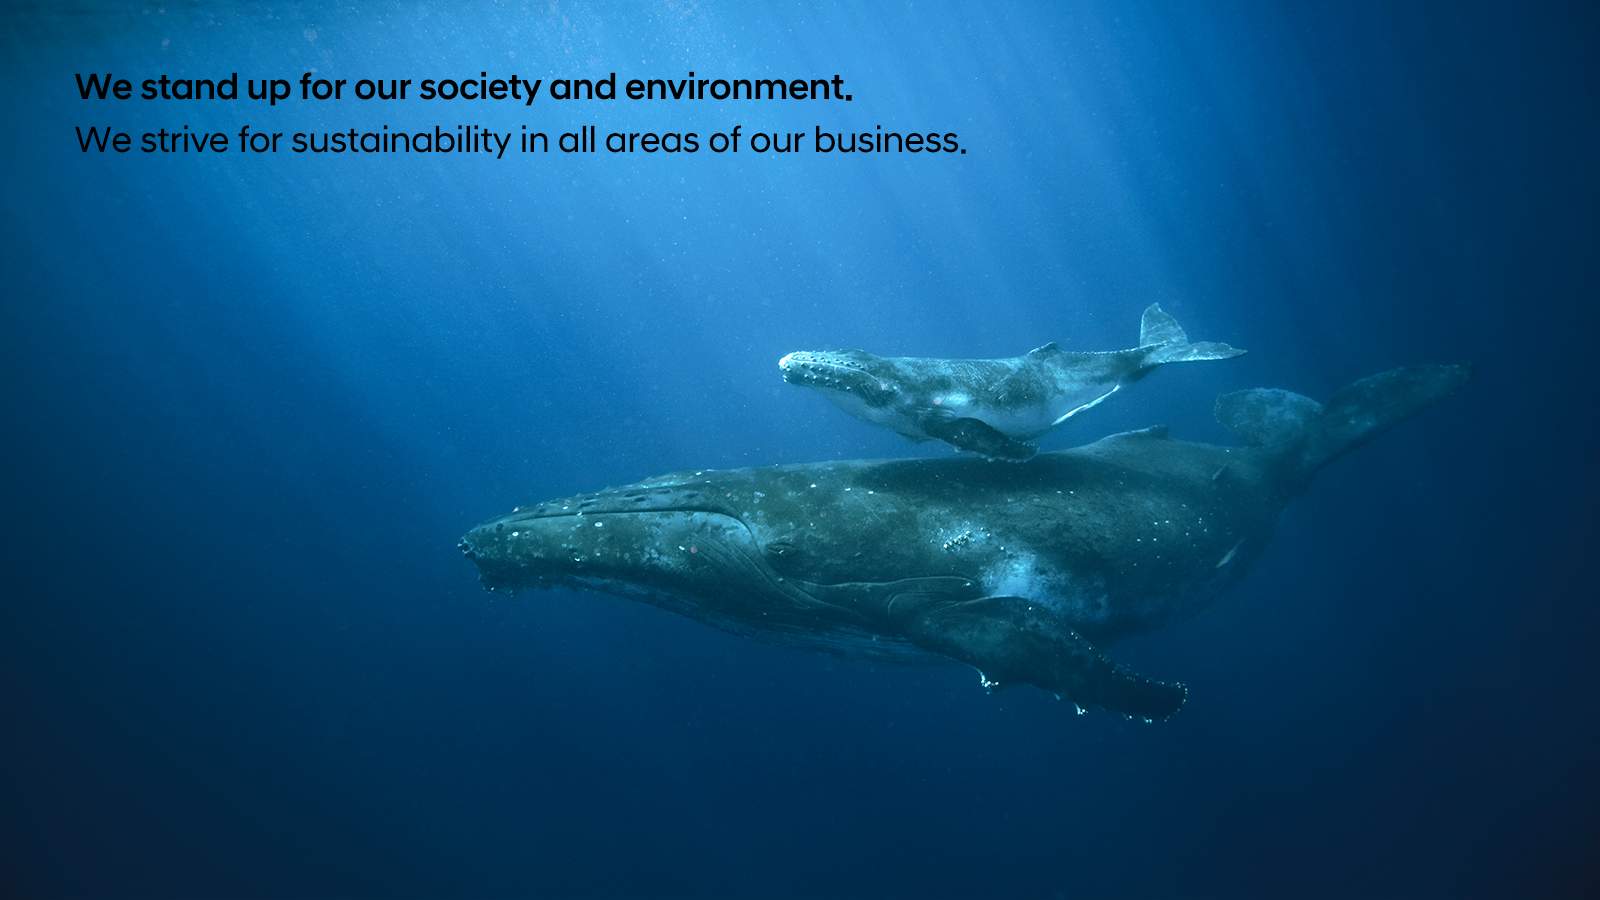 We stand up for our society and environment.
We strive for sustainability in all areas of our business.